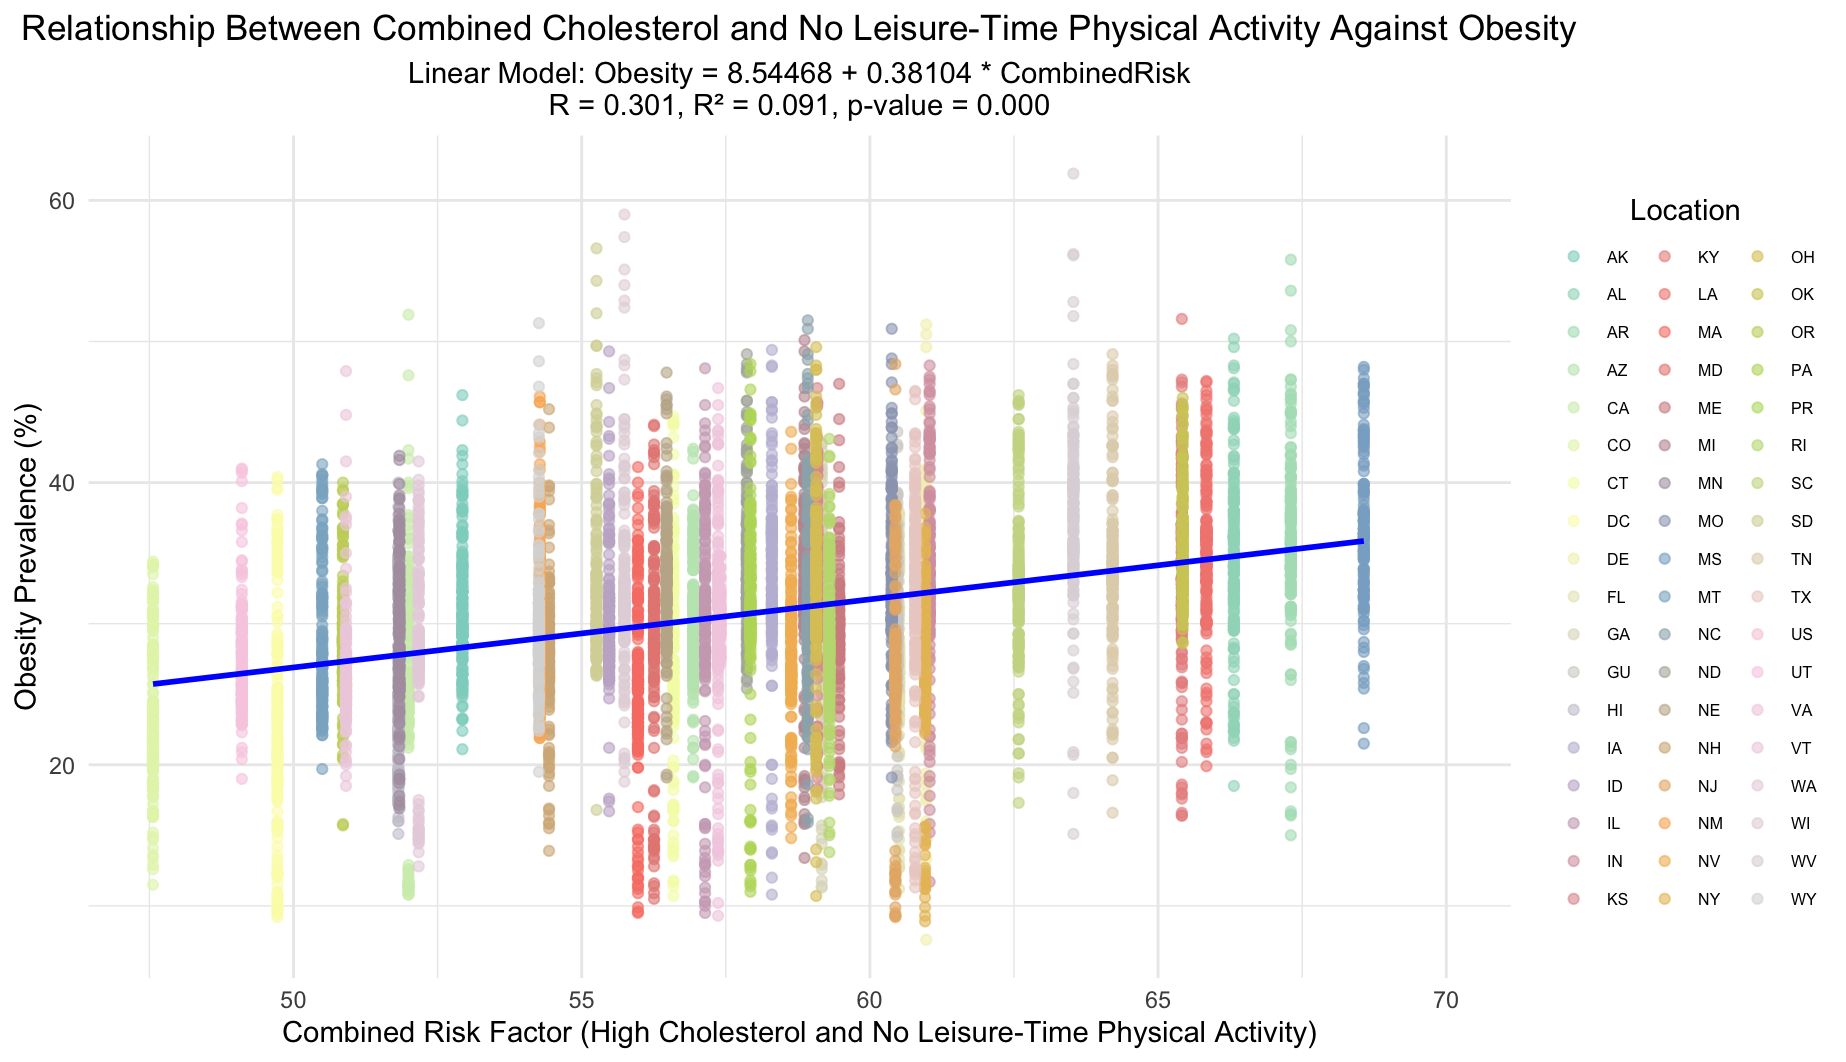 Relationship Between Combined Cholesterol and No Leisure-Time Physical Activity Against Obesity
Linear Model: Obesity = 8.54468 + 0.38104 * CombinedRisk
R = 0.301, R² = 0.091, p-value = 0.000
Obesity Prevalence (%)
60
40
20
50
55
60
65
70
Combined Risk Factor (High Cholesterol and No Leisure-Time Physical Activity)
Location
AK
AL
AR
AZ
CA
CO
CT
DC
DE
FL
GA
GU
HI
IA
ID
IL
IN
KS
KY
LA
MA
MD
ME
MI
MN
MO
MS
MT
NC
ND
NE
NH
NJ
NM
NV
NY
OH
OK
OR
PA
PR
RI
SC
SD
TN
TX
US
UT
VA
VT
WA
WI
WV
WY